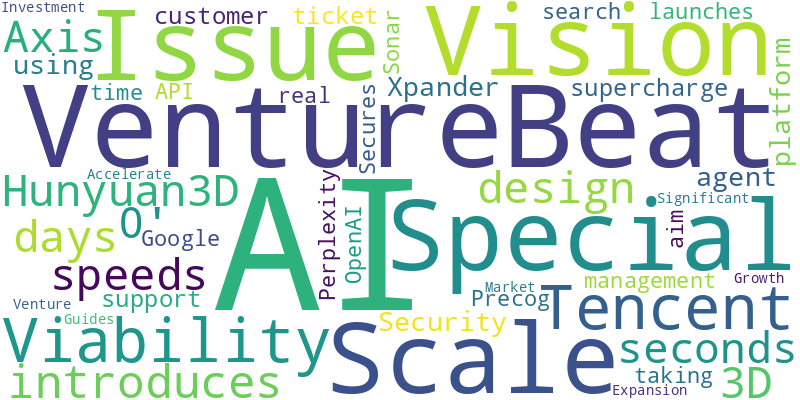 Investment
customer
ticket
search
launches
Axis
Issue
Sonar
Vision
using
time
API
real
Xpander
supercharge
platform
VentureBeat
Secures
Accelerate
Hunyuan3D
AI
Perplexity
OpenAI
design
agent
Significant
O'
Google
days
Special
aim
speeds
support
Venture
Guides
Market
Precog
management
Growth
Tencent
Viability
Security
Scale
seconds
introduces
taking
3D
Expansion